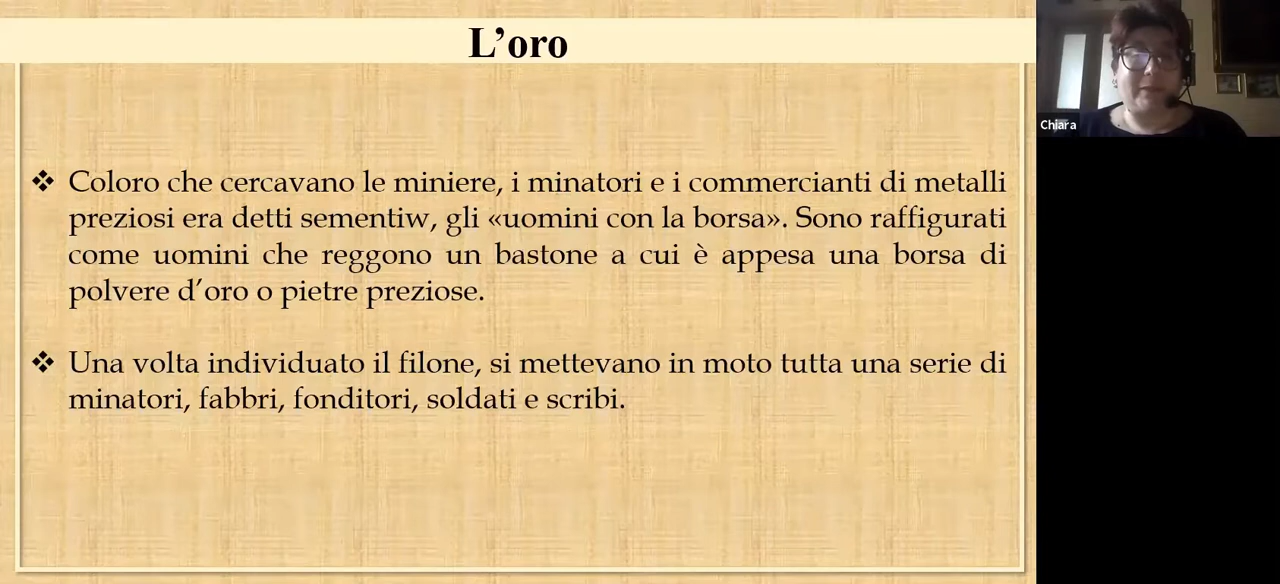 L'oro
❖ Coloro che cercavano le miniere, i minatori e i commercianti di metalli
preziosi era detti sementiw, gli «uomini con la borsa». Sono raffigurati
come uomini che reggono un bastone a cui è appesa una borsa di
polvere d'oro o pietre preziose.
❖ Una volta individuato il filone, si mettevano in moto tutta una serie di
minatori, fabbri, fonditori, soldati e scribi.
Chiara